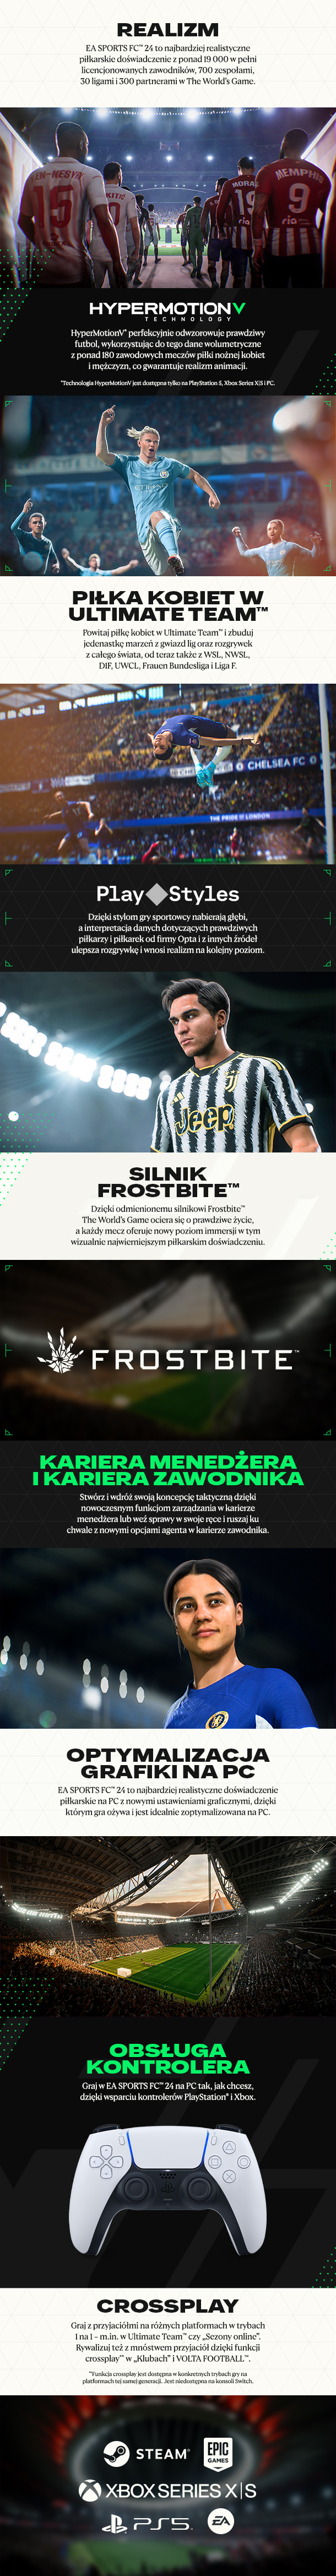 REALIZM
EA SPORTS FC™ 24 to najbardziej realistyczne
piłkarskie doświadczenie z ponad 19 000 w pełni
licencjonowanych zawodników, 700 zespołami,
30 ligami i 300 partnerami w The World's Game.
MEMPHIS
9
19
HYPERMOTIONV
TECHNOLOGY
HyperMotionV* perfekcyjnie odwzorowuje prawdziwy
futbol, wykorzystując do tego dane wolumetryczne
z ponad 180 zawodowych meczów piłki nożnej kobiet
i mężczyzn, co gwarantuje realizm animacji.
*Technologia HyperMotionV jest dostępna tylko na PlayStation 5, Xbox Series X|S i PC.
PIŁKA KOBIET W
ULTIMATE TEAM™
Powitaj piłkę kobiet w Ultimate Team™ i zbuduj
jedenastkę marzeń z gwiazd lig oraz rozgrywek
z całego świata, od teraz także z WSL, NWSL,
D1F, UWCL, Frauen Bundesligа i Liga F.
CHELSEA FC
THE PRIDE OF LONDON
Play Styles
Dzięki stylom gry sportowcy nabierają głębi,
a interpretacja danych dotyczących prawdziwych
piłkarzy i piłkarek od firmy Opta i z innych źródeł
ulepsza rozgrywkę i wnosi realizm na kolejny poziom.
Jeep
SILNIK
FROSTBITE™
Dzięki odmienionemu silnikowi Frostbite™
The World's Game ociera się o prawdziwe życie,
a każdy mecz oferuje nowy poziom immersji w tym
wizualnie najwierniejszym piłkarskim doświadczeniu.
FROSTBITE™
KARIERA MENEDŻERA
I KARIERA ZAWODNIKA
Stwórz i wdróż swoją koncepcję taktyczną dzięki
nowoczesnym funkcjom zarządzania w karierze
menedżera lub weź sprawy w swoje ręce i ruszaj ku
chwale z nowymi opcjami agenta w karierze zawodnika.
OPTYMALIZACJA
GRAFIKI NA PC
EA SPORTS FC™ 24 to najbardziej realistyczne doświadczenie
piłkarskie na PC z nowymi ustawieniami graficznymi, dzięki
którym gra ożywa i jest idealnie zoptymalizowana na PC.
OBSŁUGA
KONTROLERA
Graj w EA SPORTS FC™ 24 na PC tak, jak chcesz,
dzięki wsparciu kontrolerów PlayStation® i Xbox.
CROSSPLAY
Graj z przyjaciółmi na różnych platformach w trybach
1 na 1 – m.in. w Ultimate Team™ czy „Sezony online”.
Rywalizuj też z mnóstwem przyjaciół dzięki funkcji
crossplay** w „Klubach” i VOLTA FOOTBALL™.
**Funkcja crossplay jest dostępna w konkretnych trybach gry na
platformach tej samej generacji. Jest niedostępna na konsoli Switch.
STEAM®
EPIC
GAMES
XBOX SERIES X|S
PS5
EA